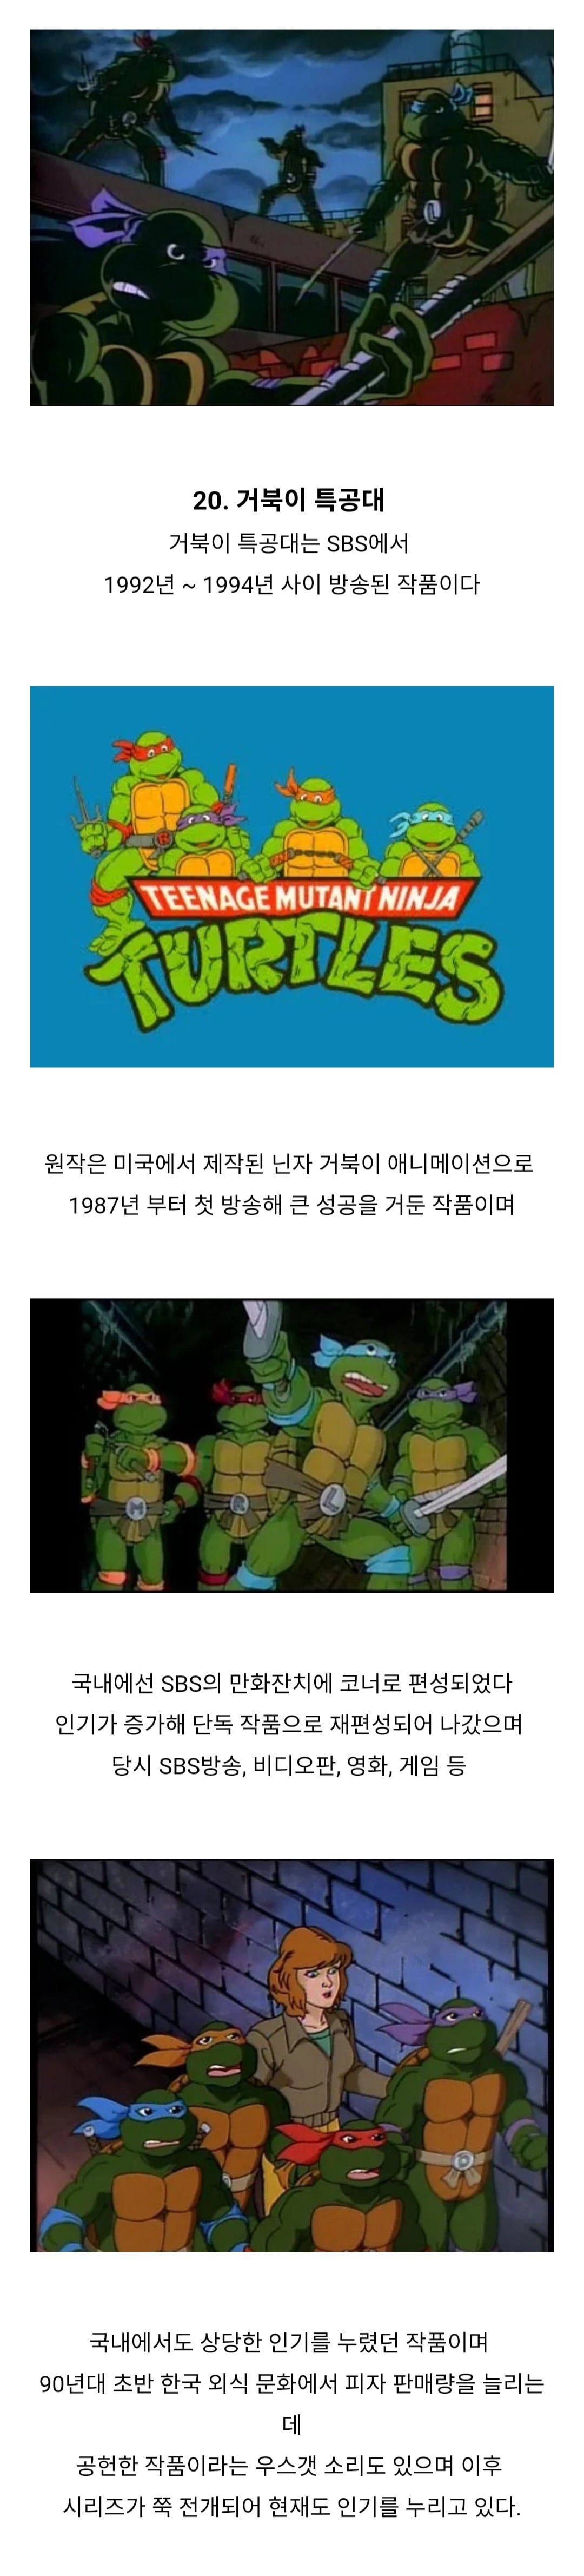 20. 거북이 특공대
거북이 특공대는 SBS에서
1992년 ~ 1994년 사이 방송된 작품이다
TEENAGE MUTANT NINJA
TURTLES
원작은 미국에서 제작된 닌자 거북이 애니메이션으로
1987년 부터 첫 방송해 큰 성공을 거둔 작품이며
M R L
국내에선 SBS의 만화잔치에 코너로 편성되었다
인기가 증가해 단독 작품으로 재편성되어 나갔으며
당시 SBS방송, 비디오판, 영화, 게임 등
D
국내에서도 상당한 인기를 누렸던 작품이며
90년대 초반 한국 외식 문화에서 피자 판매량을 늘리는
데
공헌한 작품이라는 우스갯 소리도 있으며 이후
시리즈가 쭉 전개되어 현재도 인기를 누리고 있다.